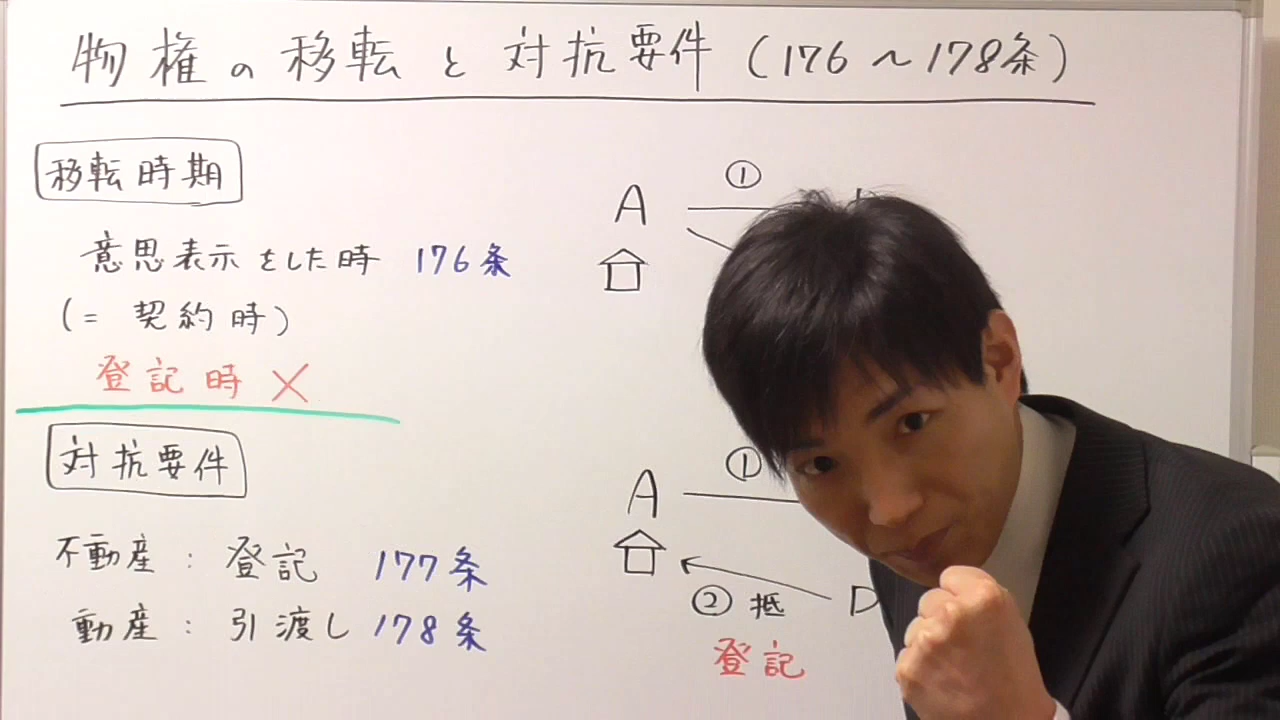 物権の移転と対抗要件(176～178条)
移転時期
意思表示をした時 176条
(= 契約時)
登記時 ×
対抗要件
不動産：登記 177条
動産：引渡し 178条
①
A
①
A
② 抵 D
登記